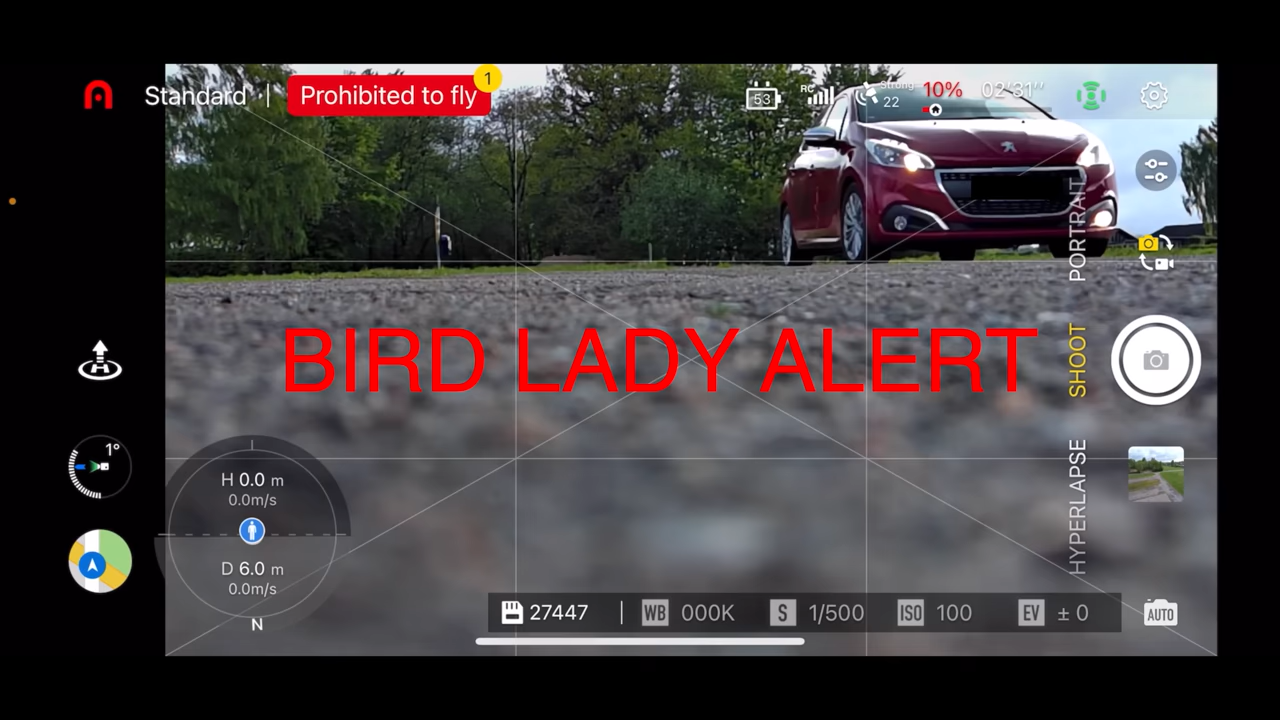 Standard
Prohibited to fly
1
53
RC
Strong
22
10%
02'31''
PORTRAIT
BIRD LADY ALERT
SHOOT
1°
HYPERLAPSE
H 0.0 m
0.0m/s
D 6.0 m
0.0m/s
N
27447
WB 000K
S 1/500
ISO 100
EV ± 0
AUTO